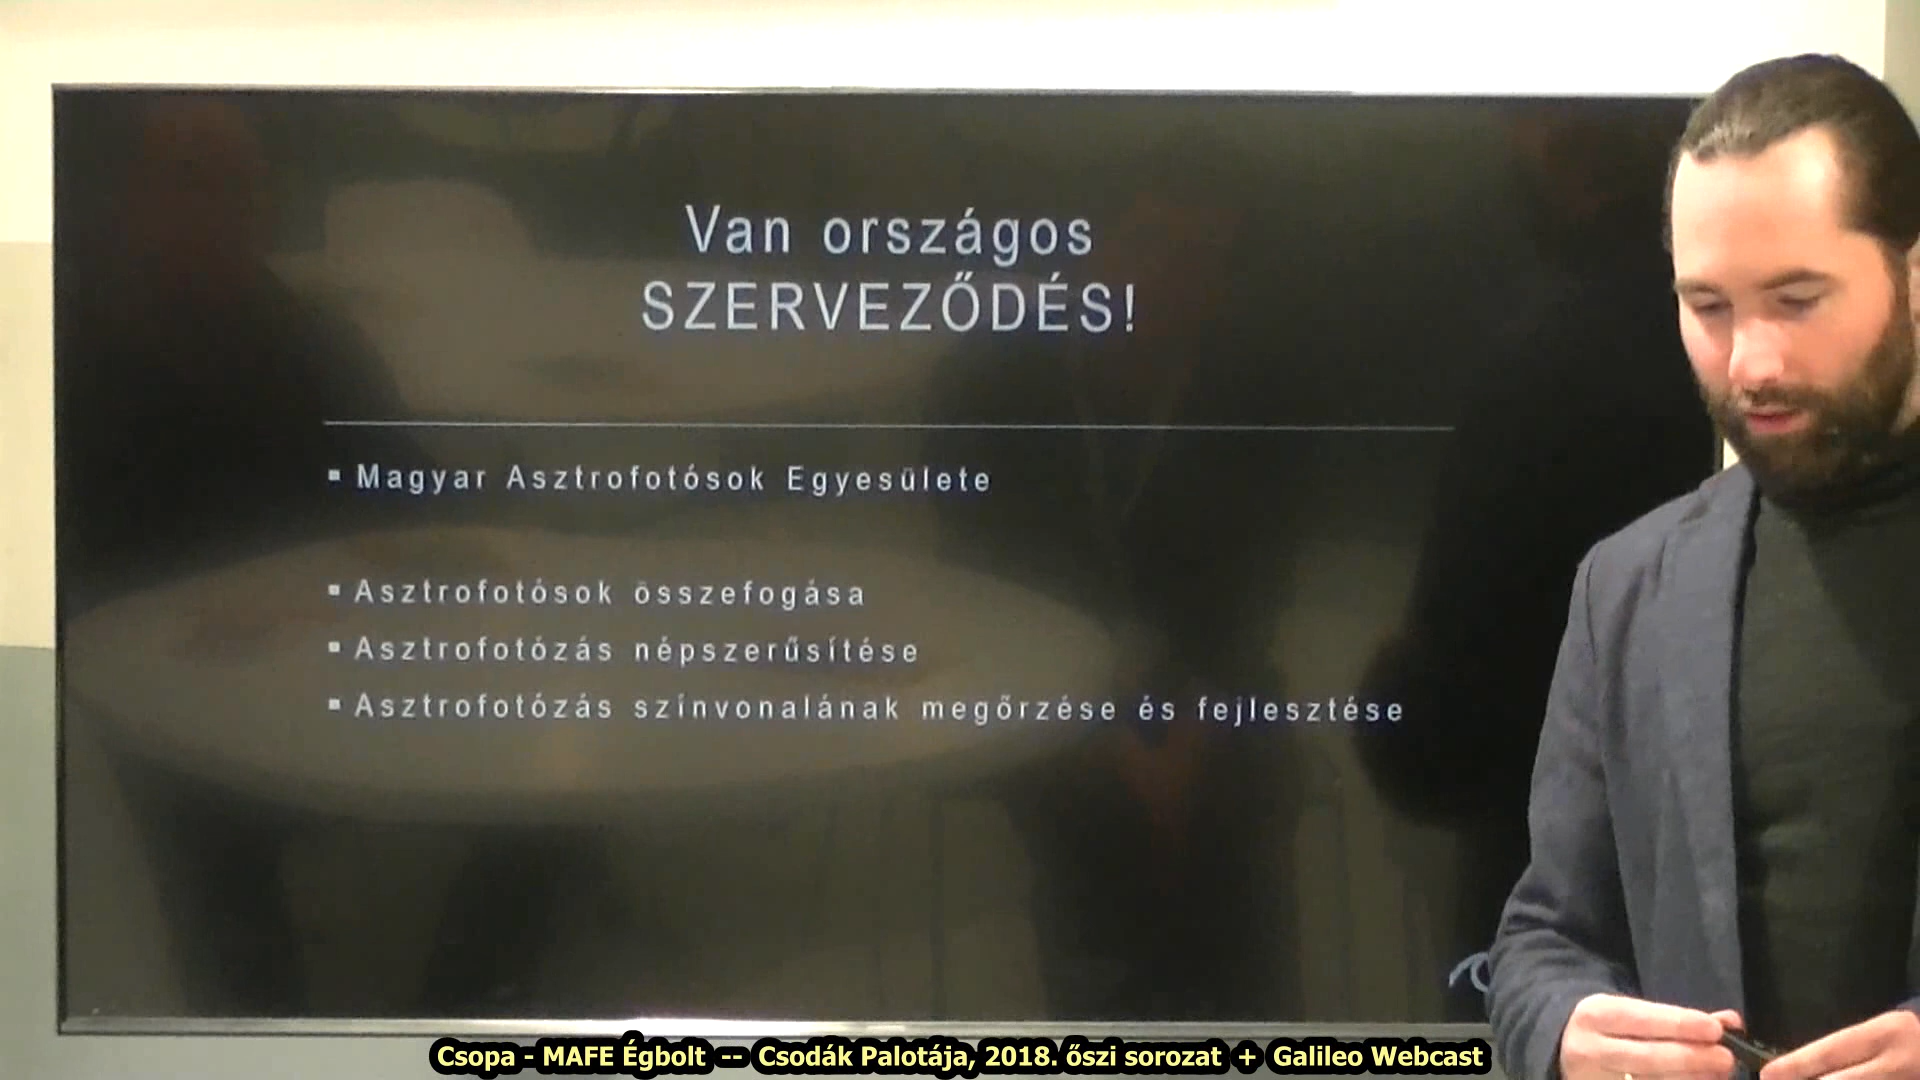 Van országos
SZERVEZŐDÉS!
▪ Magyar Asztrofotósok Egyesülete
▪ Asztrofotósok összefogása
▪ Asztrofotózás népszerűsítése
▪ Asztrofotózás színvonalának megőrzése és fejlesztése
Csopa - MAFE Égbolt -- Csodák Palotája, 2018. őszi sorozat + Galileo Webcast